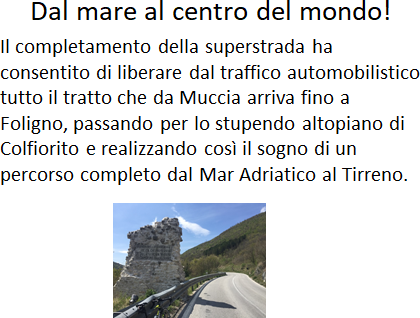 Dal mare al centro del mondo!
Il completamento della superstrada ha
consentito di liberare dal traffico automobilistico
tutto il tratto che da Muccia arriva fino a
Foligno, passando per lo stupendo altopiano di
Colfiorito e realizzando così il sogno di un
percorso completo dal Mar Adriatico al Tirreno.